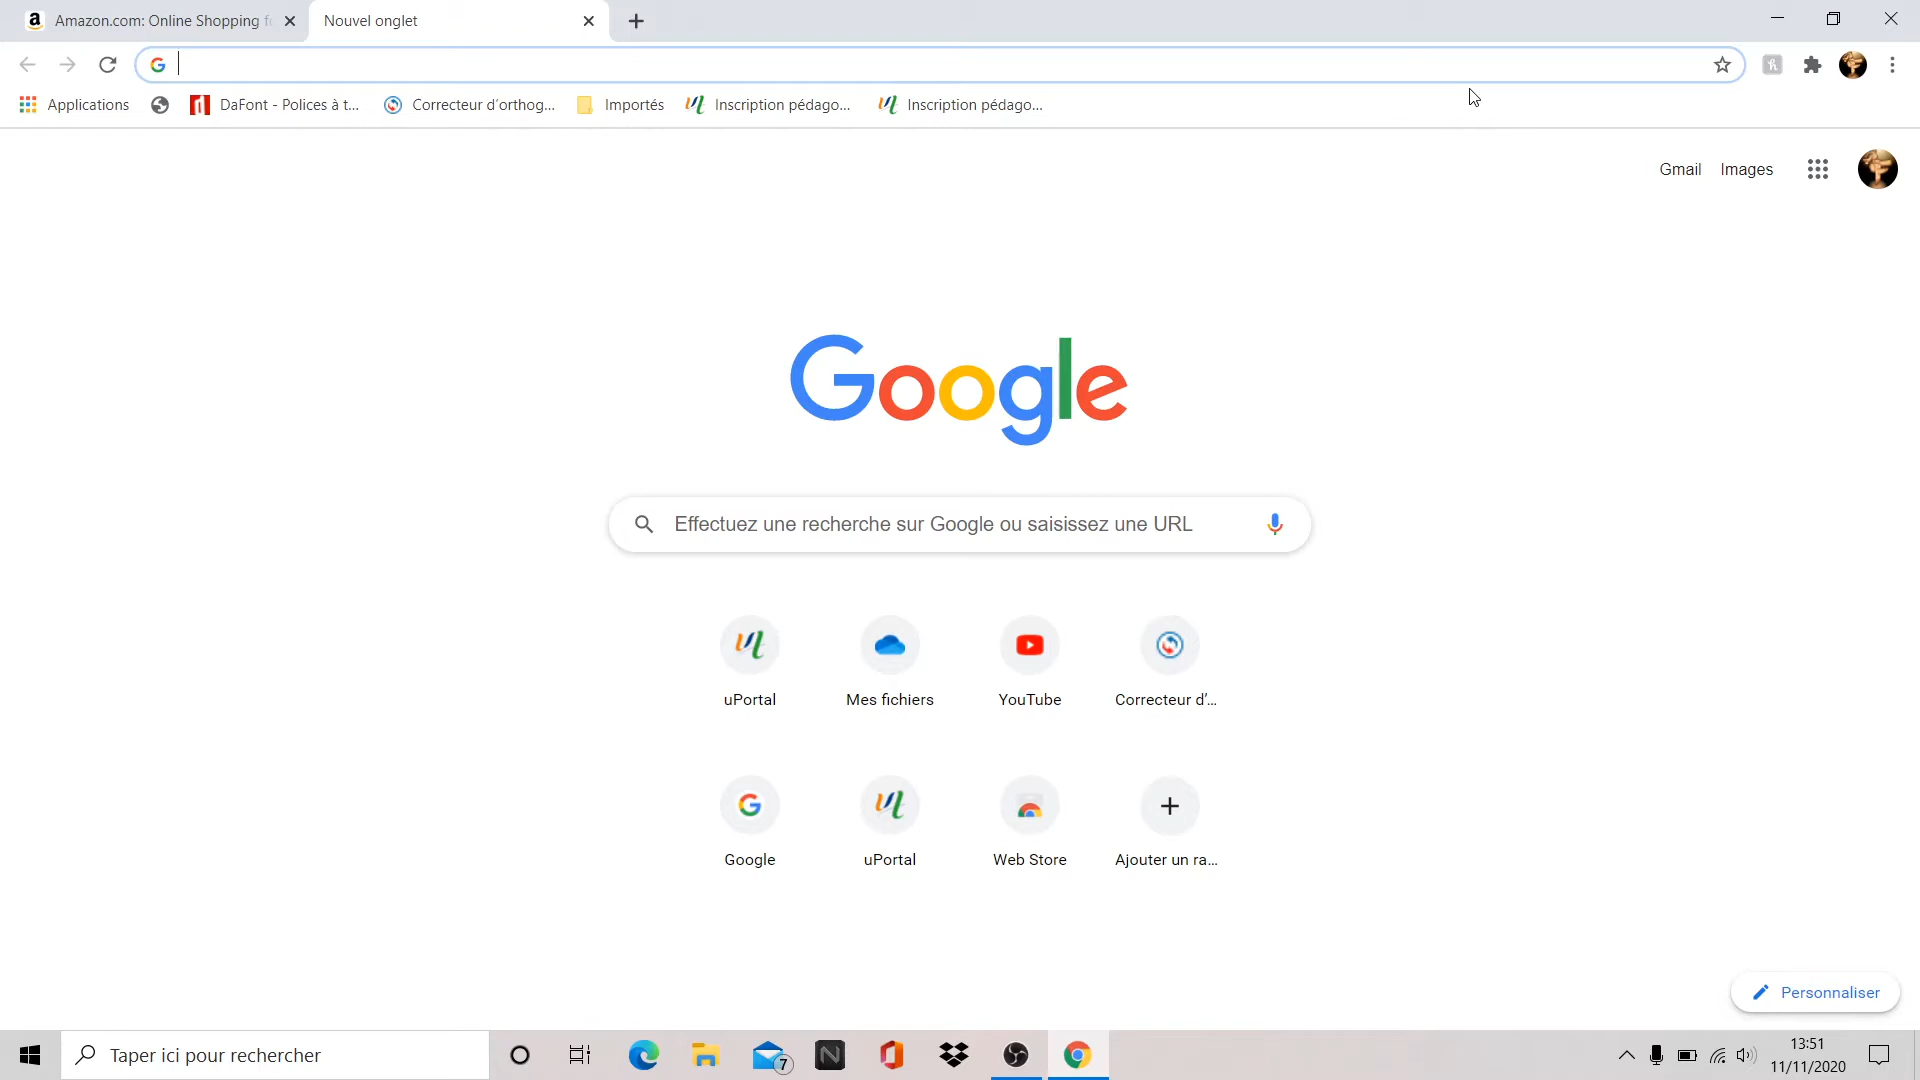 Amazon.com: Online Shopping f
Nouvel onglet
Applications
DaFont - Polices à t...
Correcteur d'orthog...
Importés
Inscription pédago...
Inscription pédago...
Gmail
Images
Google
Effectuez une recherche sur Google ou saisissez une URL
uPortal
Mes fichiers
YouTube
Correcteur d'...
Google
uPortal
Web Store
Ajouter un ra...
Personnaliser
Taper ici pour rechercher
7
13:51
11/11/2020